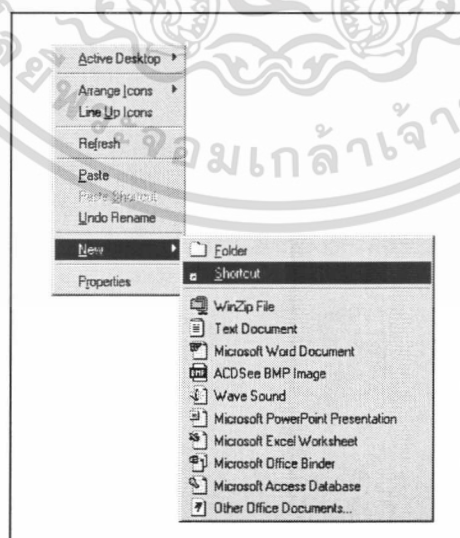 Active Desktop
Arrange Icons
Line Up Icons
Refresh
Paste
Paste Shortcut
Undo Rename
New
Properties
Folder
Shortcut
WinZip File
Text Document
Microsoft Word Document
ACDSee BMP Image
Wave Sound
Microsoft PowerPoint Presentation
Microsoft Excel Worksheet
Microsoft Office Binder
Microsoft Access Database
Other Office Documents...